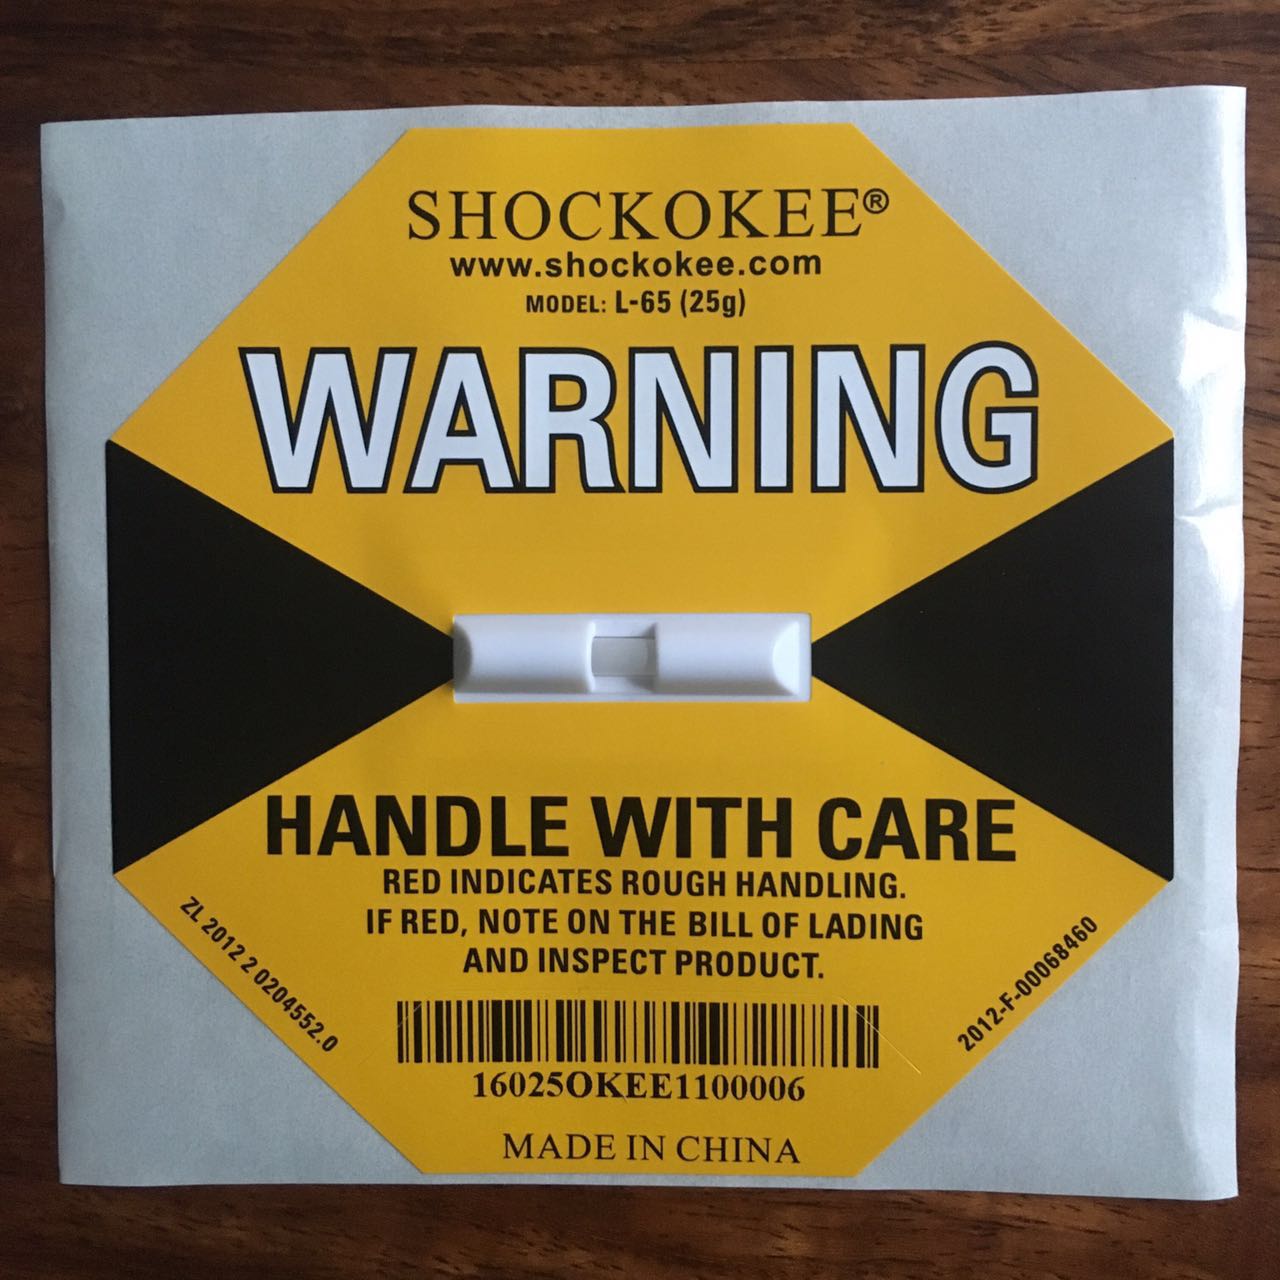 SHOCKOKEE®
www.shockokee.com
MODEL: L-65 (25g)
WARNING
HANDLE WITH CARE
RED INDICATES ROUGH HANDLING.
IF RED, NOTE ON THE BILL OF LADING
AND INSPECT PRODUCT.
ZL 2012 2 0204552.0
2012-F-00068460
16025OKEE1100006
MADE IN CHINA